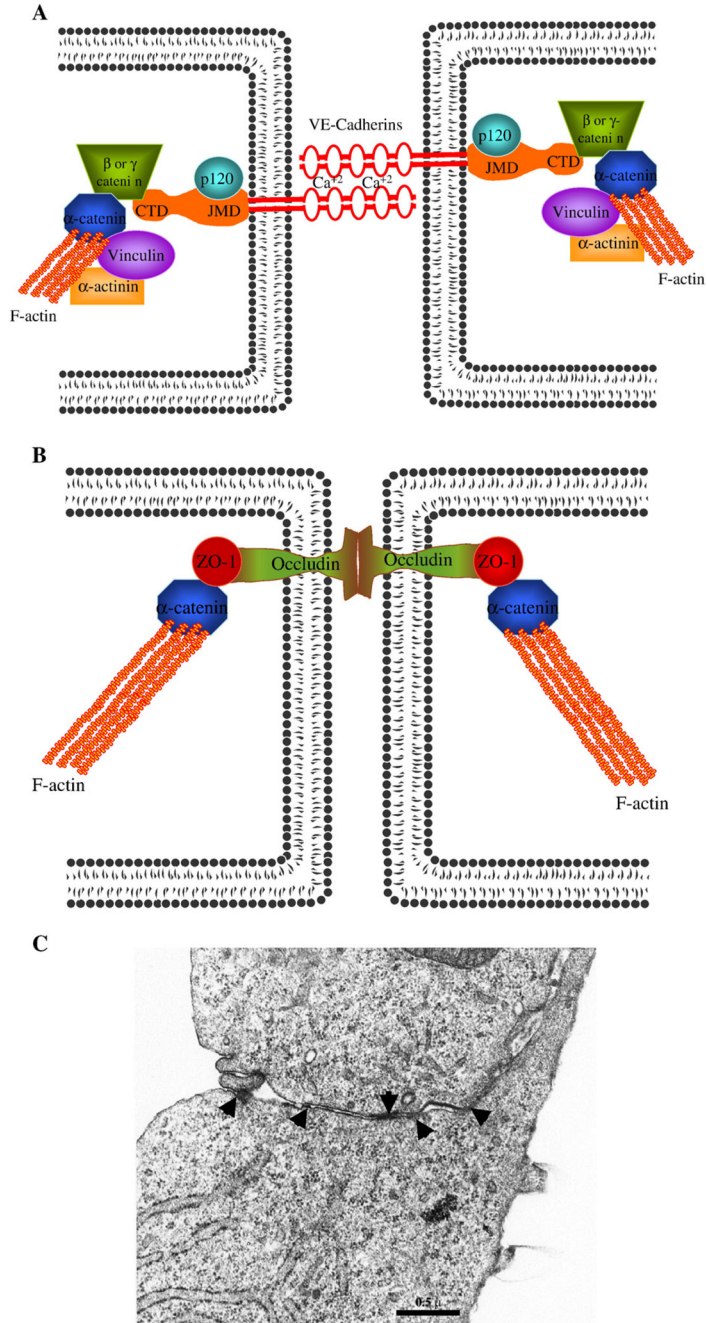 A
VE-Cadherins
p120
β or γ-
cateni n
JMD
CTD
α-catenin
Vinculin
α-actinin
F-actin
Ca+2
Ca+2
β or γ
cateni n
p120
α-catenin
CTD
JMD
Vinculin
α-actinin
F-actin
B
ZO-1
Occludin
Occludin
ZO-1
α-catenin
α-catenin
F-actin
F-actin
C
0.5 μ